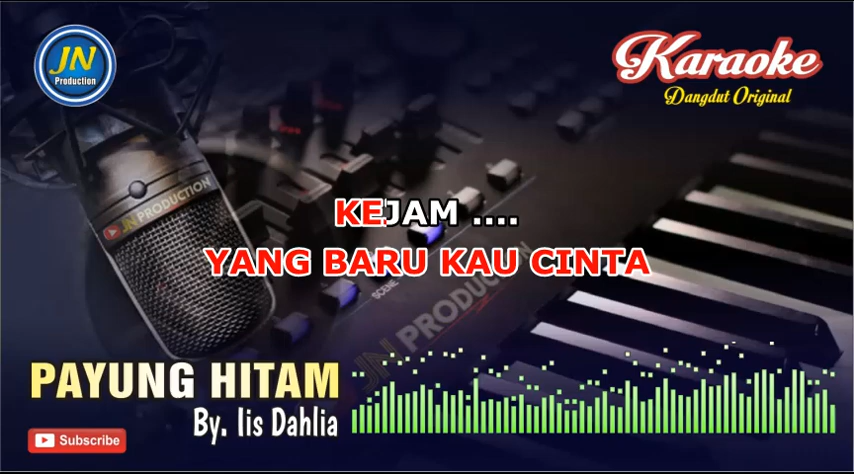 JN
Production
Karaoke
Dangdut Original
JN PRODUCTION
KEJAM ....
YANG BARU KAU CINTA
SCENE
JN PRODUCTION
PAYUNG HITAM
By. Iis Dahlia
Subscribe